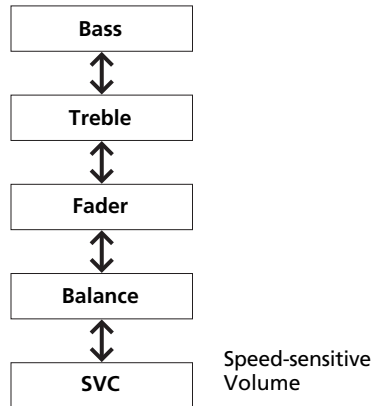 Bass
Treble
Fader
Balance
SVC
Speed-sensitive
Volume